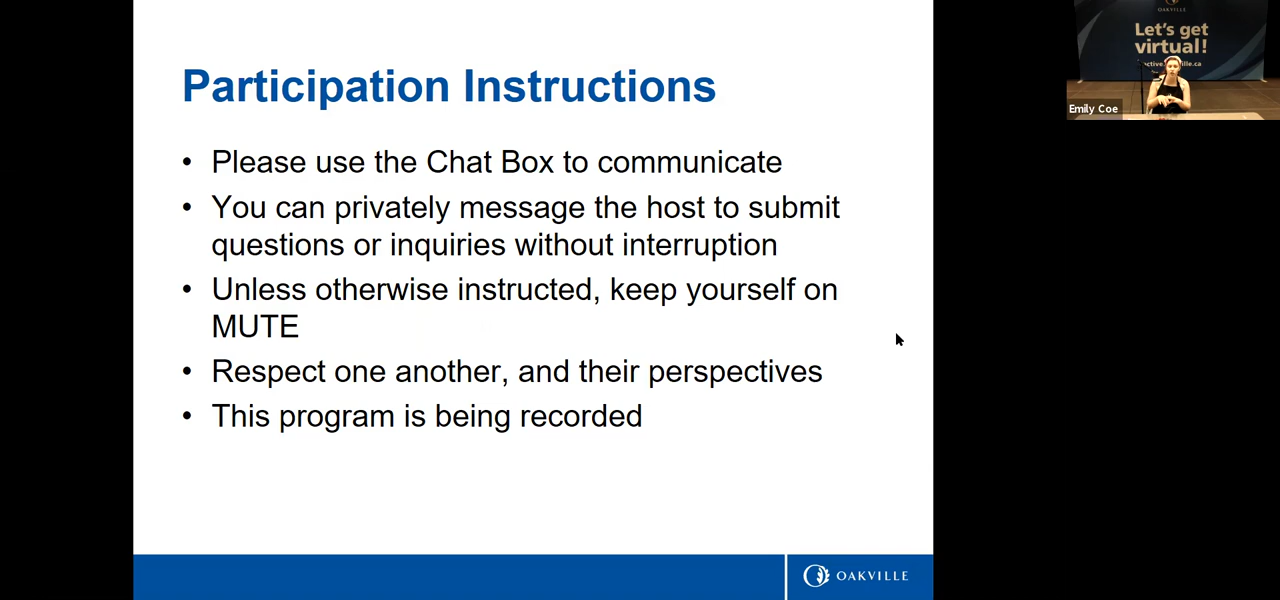 Participation Instructions
• Please use the Chat Box to communicate
• You can privately message the host to submit
questions or inquiries without interruption
• Unless otherwise instructed, keep yourself on
MUTE
• Respect one another, and their perspectives
• This program is being recorded
OAKVILLE
OAKVILLE
Let's get
virtual!
Emily Coe